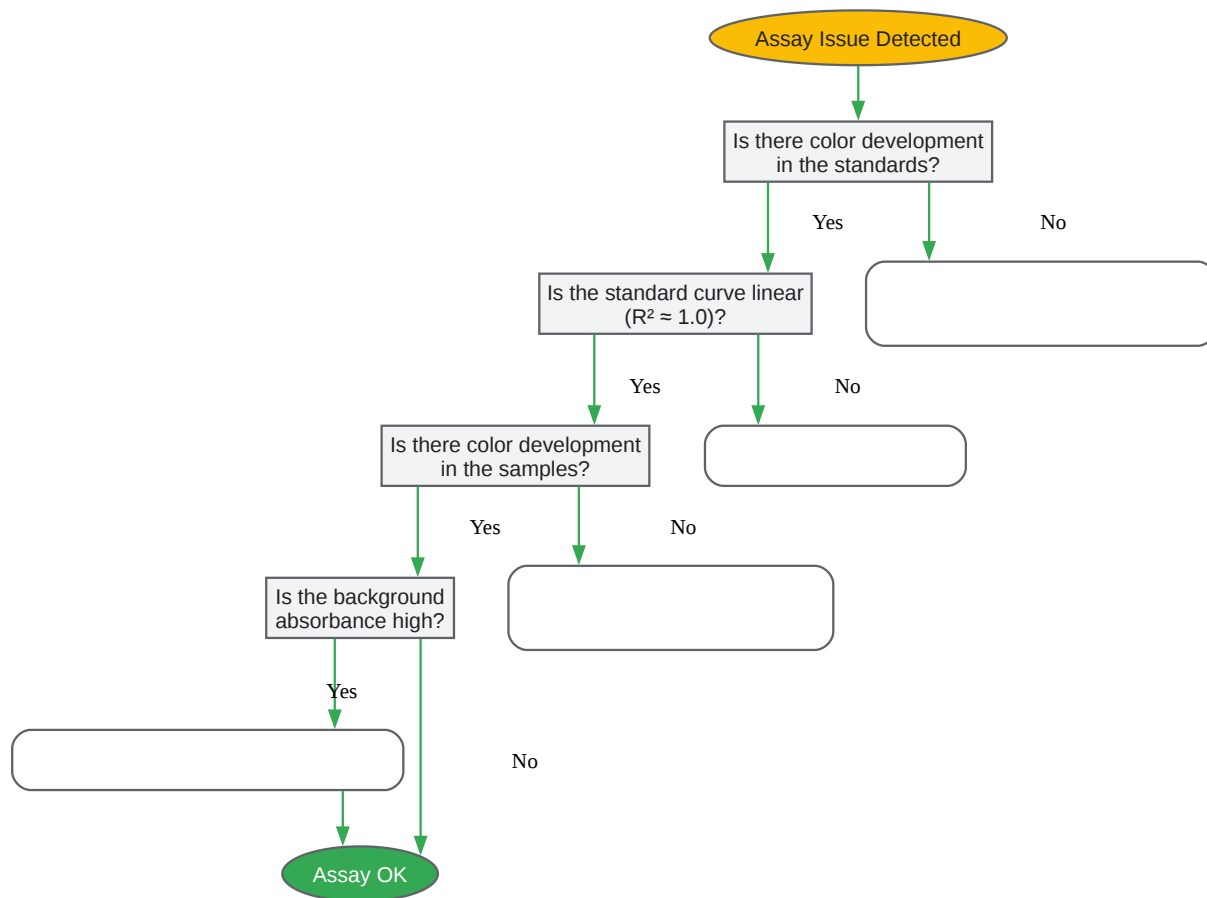 Assay Issue Detected
Is there color development
in the standards?
Yes
No
Is the standard curve linear
(R² ≈ 1.0)?
Yes
No
Is there color development
in the samples?
Yes
No
Is the background
absorbance high?
Yes
No
Assay OK